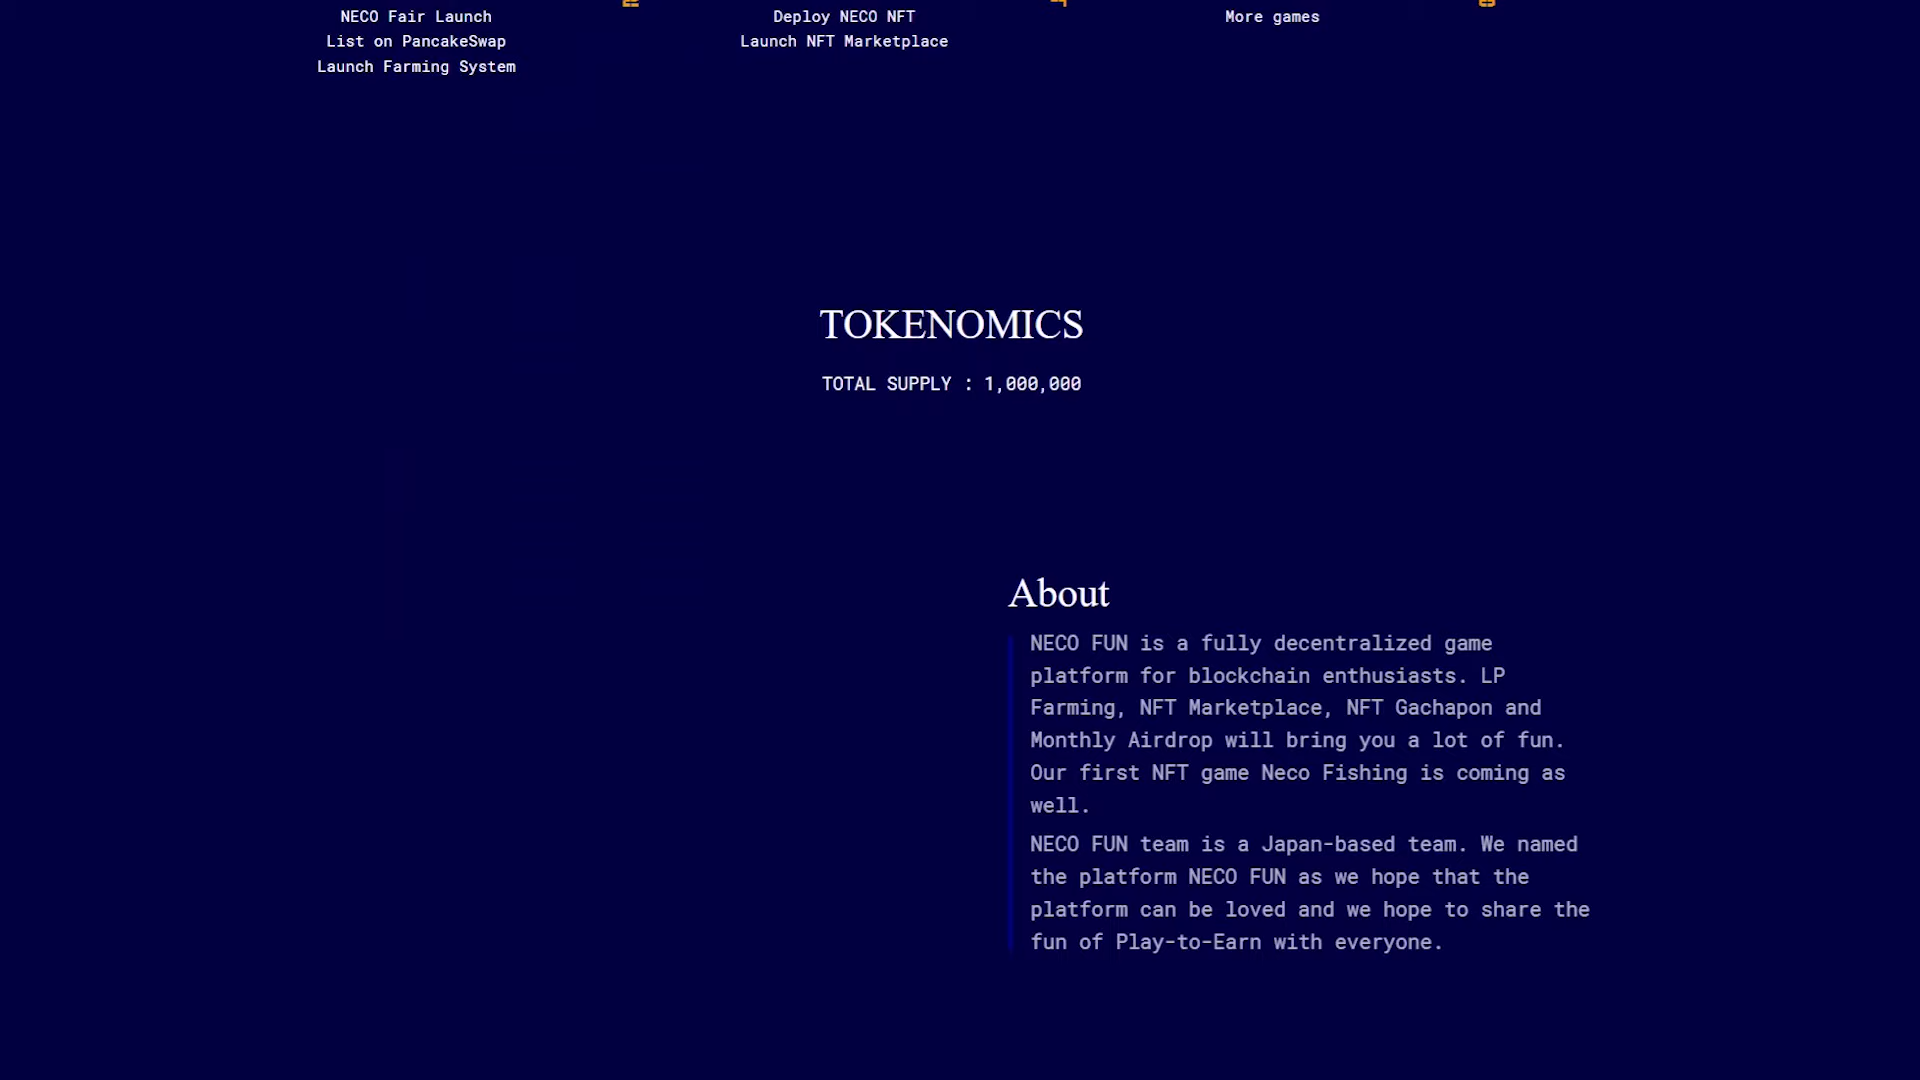 NECO Fair Launch
List on PancakeSwap
Launch Farming System
Deploy NECO NFT
Launch NFT Marketplace
More games
TOKENOMICS
TOTAL SUPPLY : 1,000,000
About
NECO FUN is a fully decentralized game
platform for blockchain enthusiasts. LP
Farming, NFT Marketplace, NFT Gachapon and
Monthly Airdrop will bring you a lot of fun.
Our first NFT game Neco Fishing is coming as
well.
NECO FUN team is a Japan-based team. We named
the platform NECO FUN as we hope that the
platform can be loved and we hope to share the
fun of Play-to-Earn with everyone.